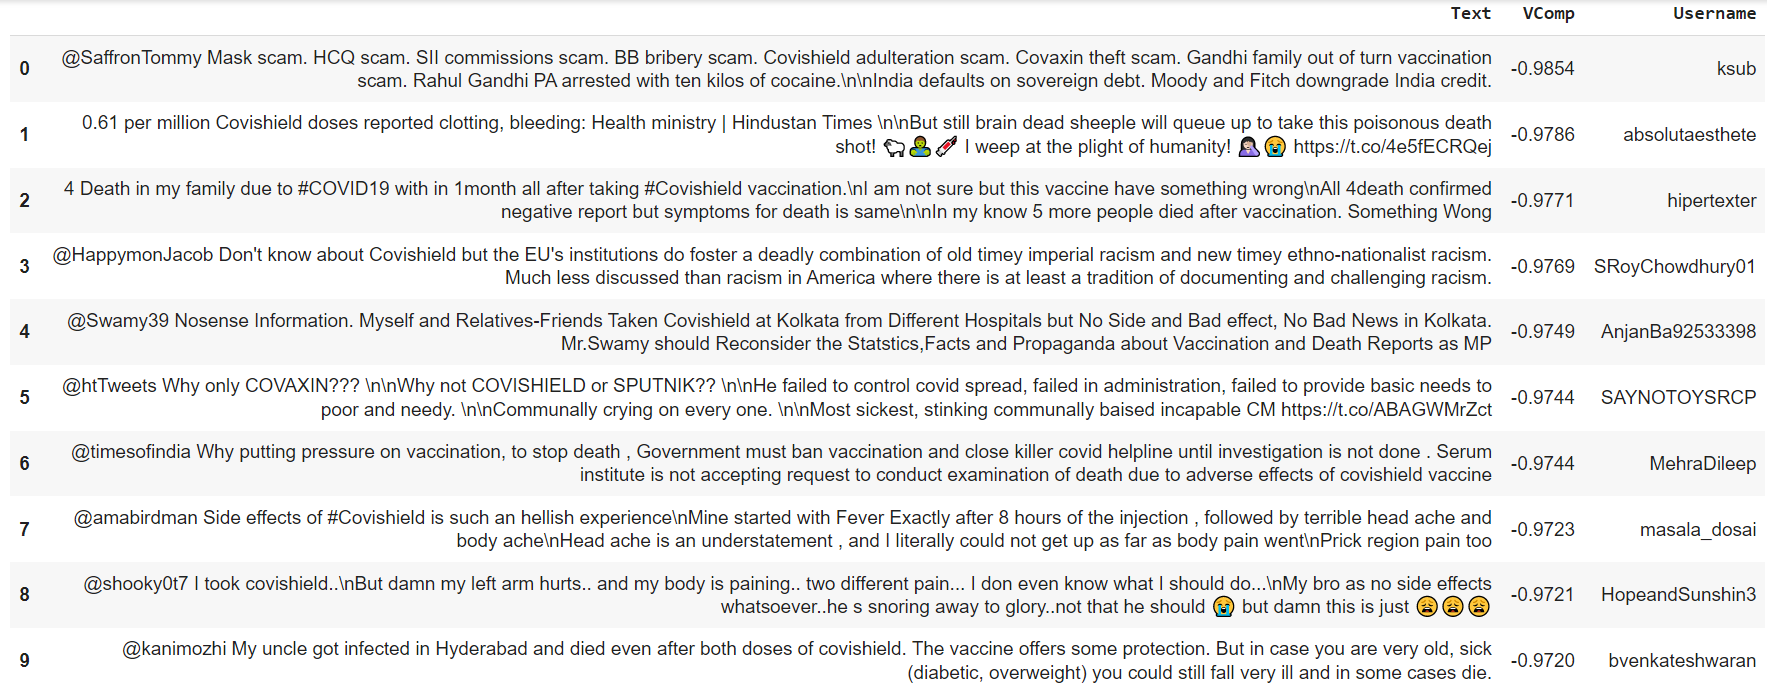 Text VComp Username
0 @SaffronTommy Mask scam. HCQ scam. SII commissions scam. BB bribery scam. Covishield adulteration scam. Covaxin theft scam. Gandhi family out of turn vaccination
scam. Rahul Gandhi PA arrested with ten kilos of cocaine.\n\nIndia defaults on sovereign debt. Moody and Fitch downgrade India credit. -0.9854 ksub
1 0.61 per million Covishield doses reported clotting, bleeding: Health ministry | Hindustan Times \n\nBut still brain dead sheeple will queue up to take this poisonous death
shot! 🐑🧟‍♂️💉 I weep at the plight of humanity! 🤦🏻‍♀️😭 https://t.co/4e5fECRQej -0.9786 absolutaesthete
2 4 Death in my family due to #COVID19 with in 1month all after taking #Covishield vaccination.\nI am not sure but this vaccine have something wrong\nAll 4death confirmed
negative report but symptoms for death is same\n\nIn my know 5 more people died after vaccination. Something Wong -0.9771 hipertexter
3 @HappymonJacob Don't know about Covishield but the EU's institutions do foster a deadly combination of old timey imperial racism and new timey ethno-nationalist racism.
Much less discussed than racism in America where there is at least a tradition of documenting and challenging racism. -0.9769 SRoyChowdhury01
4 @Swamy39 Nosense Information. Myself and Relatives-Friends Taken Covishield at Kolkata from Different Hospitals but No Side and Bad effect, No Bad News in Kolkata.
Mr.Swamy should Reconsider the Statstics,Facts and Propaganda about Vaccination and Death Reports as MP -0.9749 AnjanBa92533398
5 @htTweets Why only COVAXIN??? \n\nWhy not COVISHIELD or SPUTNIK?? \n\nHe failed to control covid spread, failed in administration, failed to provide basic needs to
poor and needy. \n\nCommunally crying on every one. \n\nMost sickest, stinking communally baised incapable CM https://t.co/ABAGWMrZct -0.9744 SAYNOTOYSRCP
6 @timesofindia Why putting pressure on vaccination, to stop death , Government must ban vaccination and close killer covid helpline until investigation is not done . Serum
institute is not accepting request to conduct examination of death due to adverse effects of covishield vaccine -0.9744 MehraDileep
7 @amabirdman Side effects of #Covishield is such an hellish experience\nMine started with Fever Exactly after 8 hours of the injection , followed by terrible head ache and
body ache\nHead ache is an understatement , and I literally could not get up as far as body pain went\nPrick region pain too -0.9723 masala_dosai
8 @shooky0t7 I took covishield..\nBut damn my left arm hurts.. and my body is paining.. two different pain... I don even know what I should do...\nMy bro as no side effects
whatsoever..he s snoring away to glory..not that he should 😭 but damn this is just 😩😩😩 -0.9721 HopeandSunshin3
9 @kanimozhi My uncle got infected in Hyderabad and died even after both doses of covishield. The vaccine offers some protection. But in case you are very old, sick
(diabetic, overweight) you could still fall very ill and in some cases die. -0.9720 bvenkateshwaran